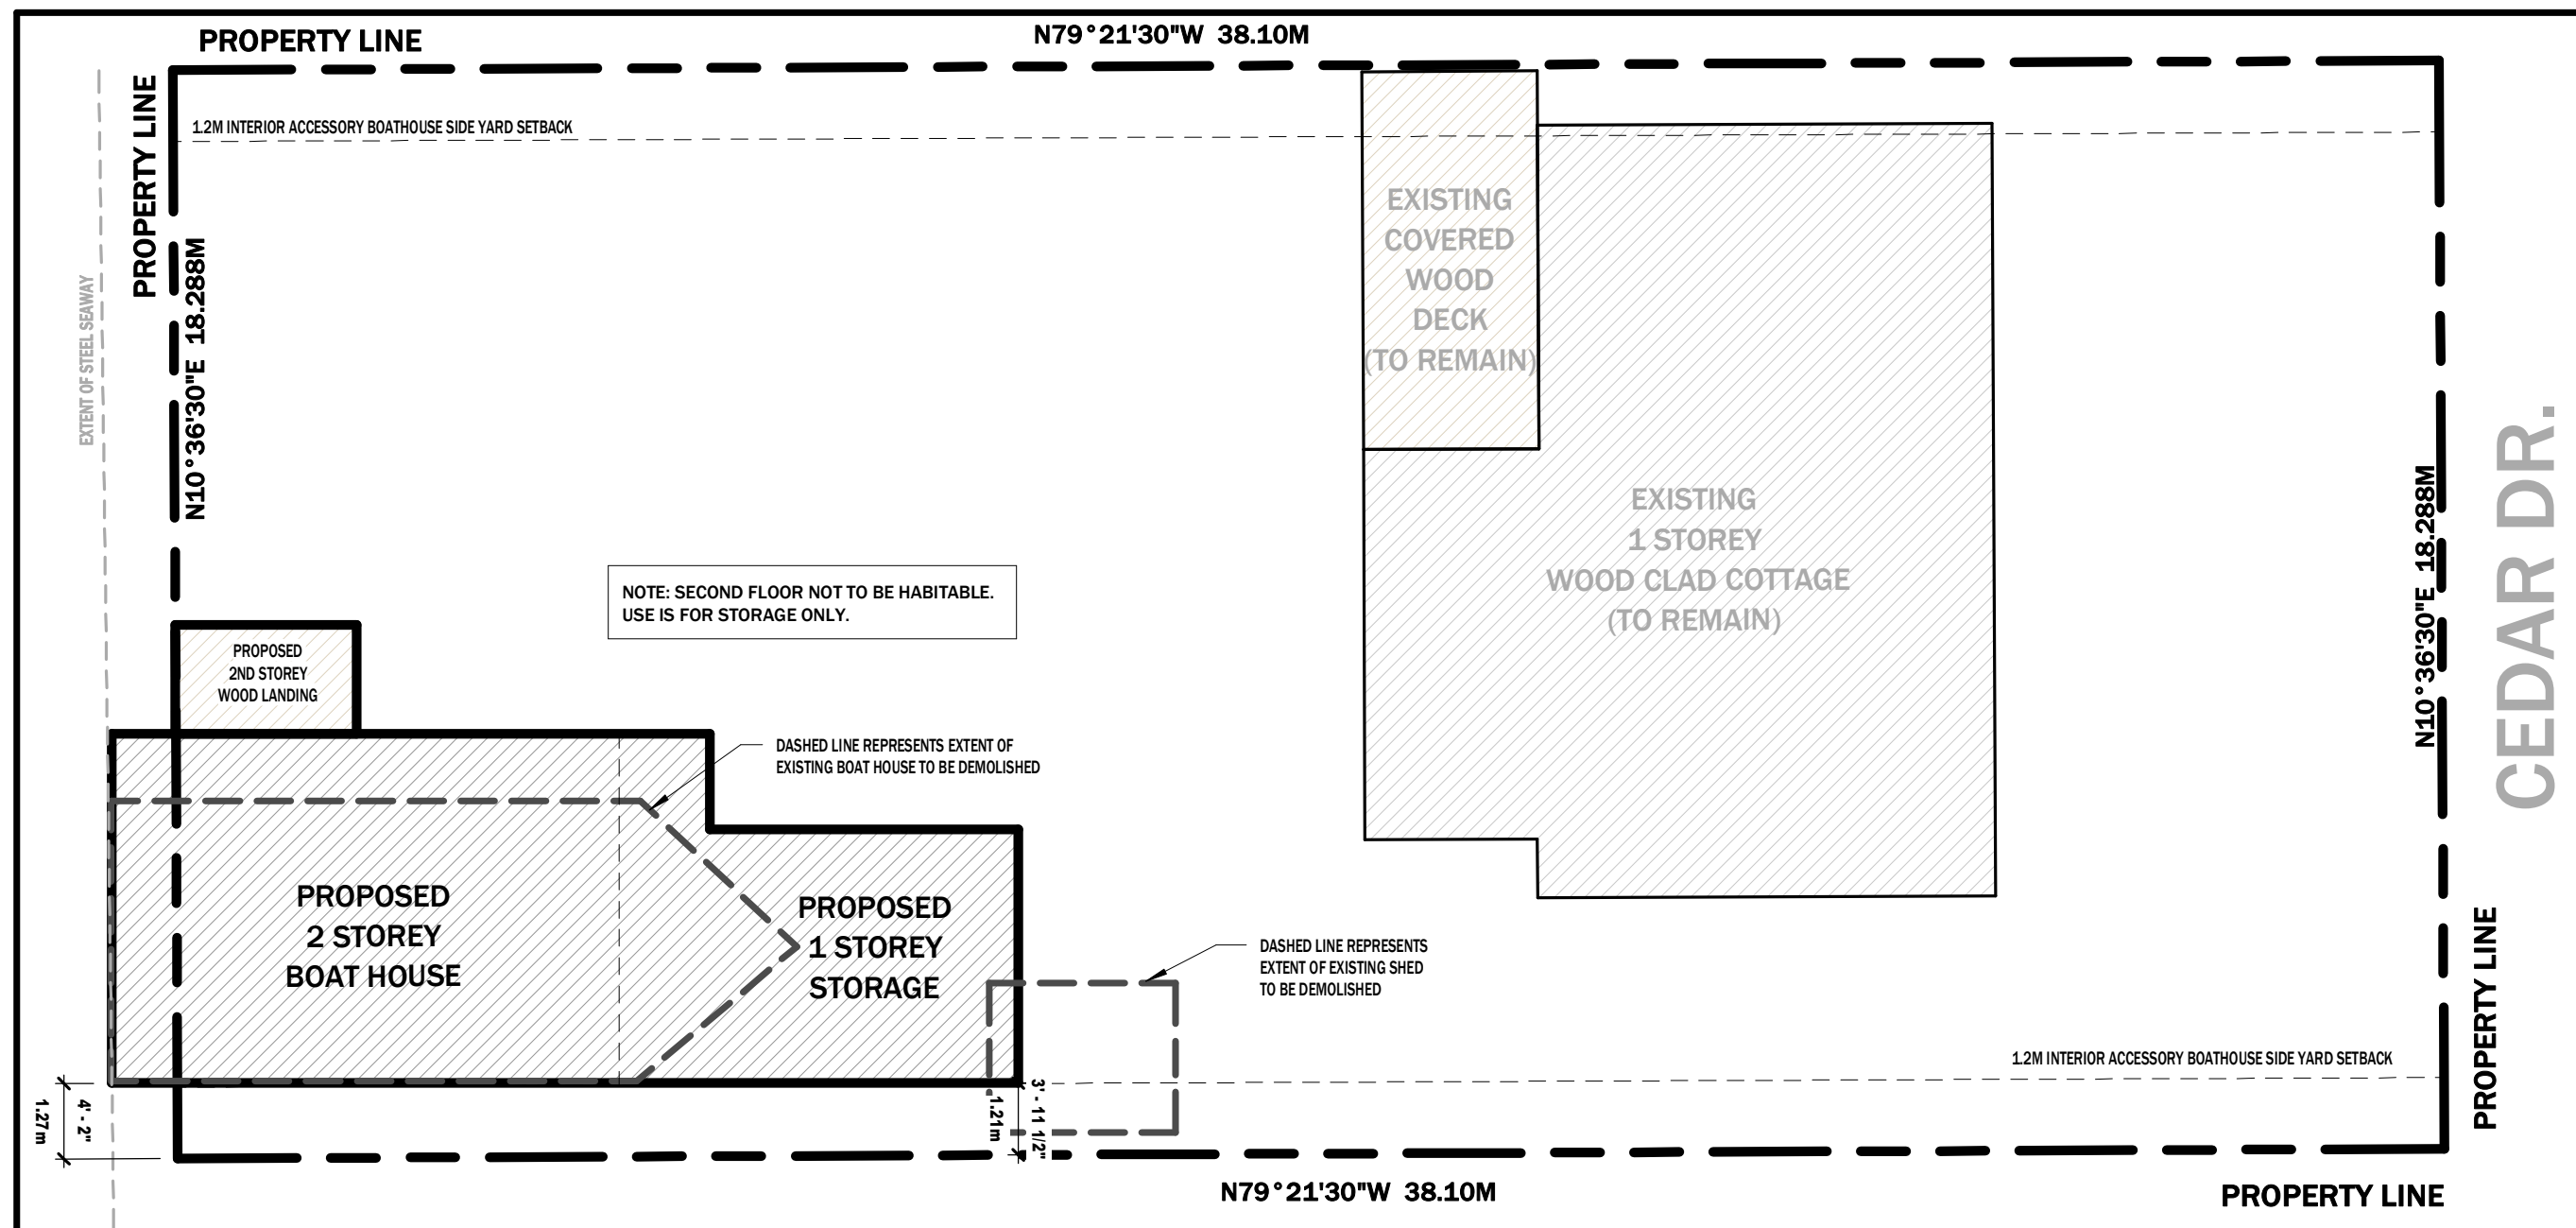 PROPERTY LINE
N79°21'30"W 38.10M
PROPERTY LINE
1.2M INTERIOR ACCESSORY BOATHOUSE SIDE YARD SETBACK
N10°36'30"E 18.288M
EXTENT OF STEEL SEAWAY
EXISTING
COVERED
WOOD
DECK
(TO REMAIN)
EXISTING
1 STOREY
WOOD CLAD COTTAGE
(TO REMAIN)
N10°36'30"E 18.288M
CEDAR DR.
NOTE: SECOND FLOOR NOT TO BE HABITABLE.
USE IS FOR STORAGE ONLY.
PROPOSED
2ND STOREY
WOOD LANDING
DASHED LINE REPRESENTS EXTENT OF
EXISTING BOAT HOUSE TO BE DEMOLISHED
PROPOSED
2 STOREY
BOAT HOUSE
PROPOSED
1 STOREY
STORAGE
DASHED LINE REPRESENTS
EXTENT OF EXISTING SHED
TO BE DEMOLISHED
PROPERTY LINE
1.2M INTERIOR ACCESSORY BOATHOUSE SIDE YARD SETBACK
4' - 2"
1.27m
3' - 11 1/2"
1.21m
N79°21'30"W 38.10M
PROPERTY LINE